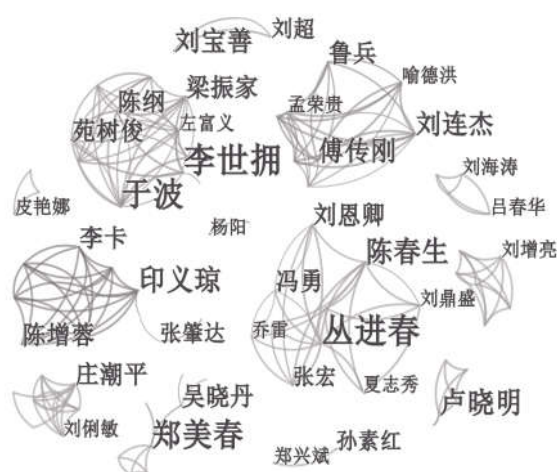 刘宝善
刘超
鲁兵
梁振家
喻德洪
陈纲
孟荣贵
苑树俊
左富义
刘连杰
傅传刚
李世拥
于波
刘海涛
皮艳娜
吕春华
杨阳
刘恩卿
李卡
陈春生
刘增亮
印义琼
冯勇
刘鼎盛
陈增蓉
张肇达
乔雷
丛进春
庄潮平
张宏
夏志秀
吴晓丹
卢晓明
刘俐敏
郑美春
孙素红
郑兴斌